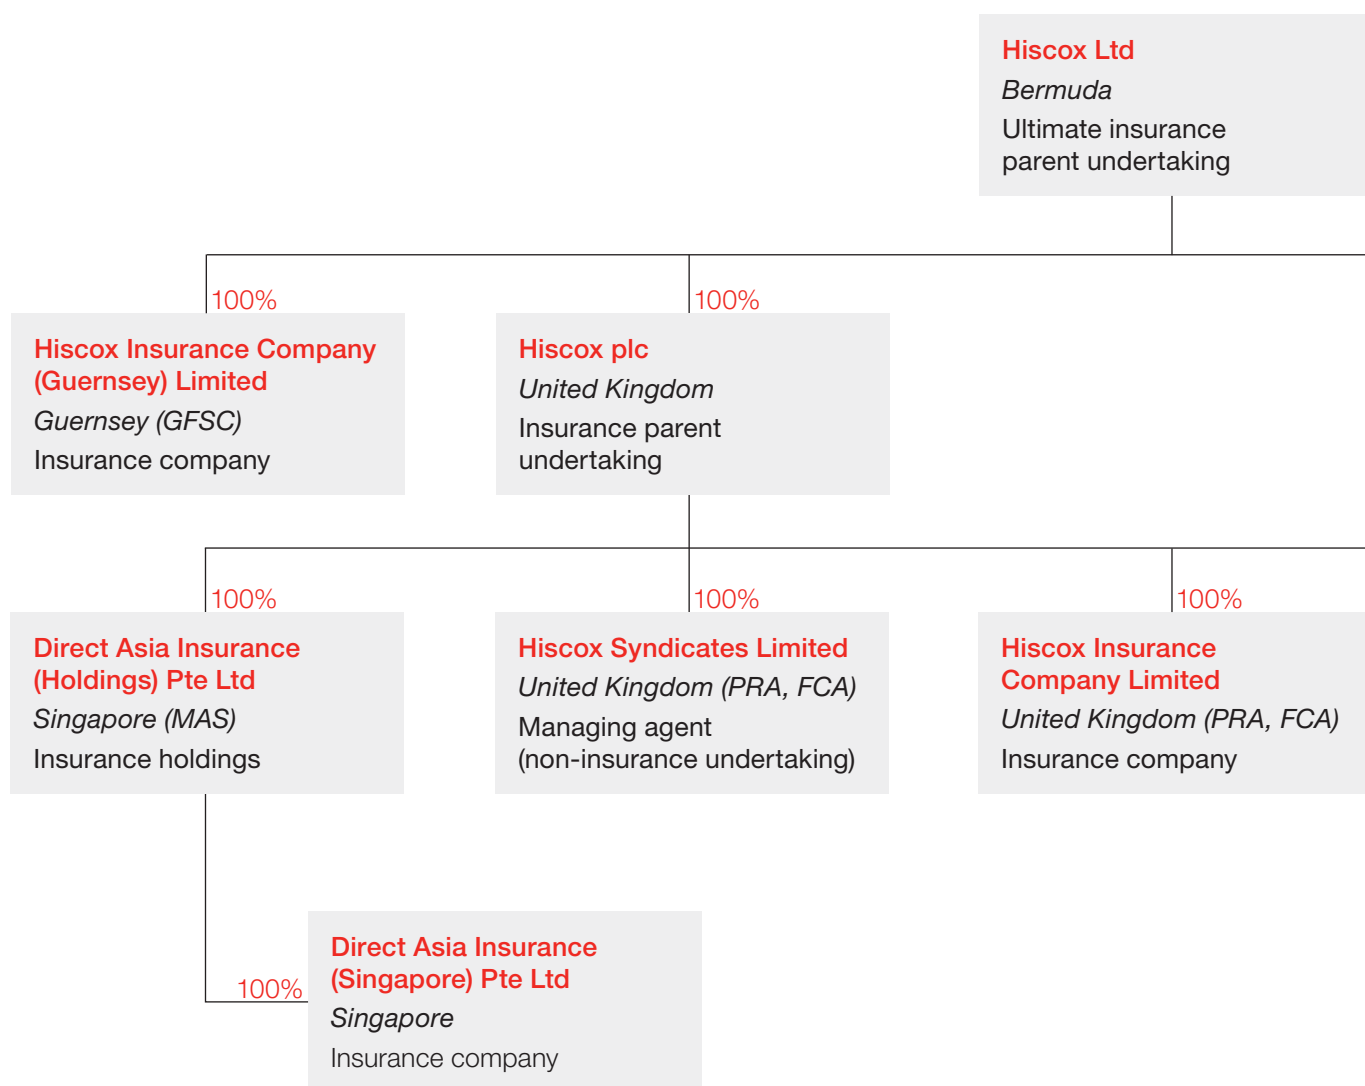 Hiscox Ltd
Bermuda
Ultimate insurance
parent undertaking
100%
Hiscox Insurance Company
(Guernsey) Limited
Guernsey (GFSC)
Insurance company
100%
Hiscox plc
United Kingdom
Insurance parent
undertaking
100%
Direct Asia Insurance
(Holdings) Pte Ltd
Singapore (MAS)
Insurance holdings
100%
Hiscox Syndicates Limited
United Kingdom (PRA, FCA)
Managing agent
(non-insurance undertaking)
100%
Hiscox Insurance
Company Limited
United Kingdom (PRA, FCA)
Insurance company
100%
Direct Asia Insurance
(Singapore) Pte Ltd
Singapore
Insurance company